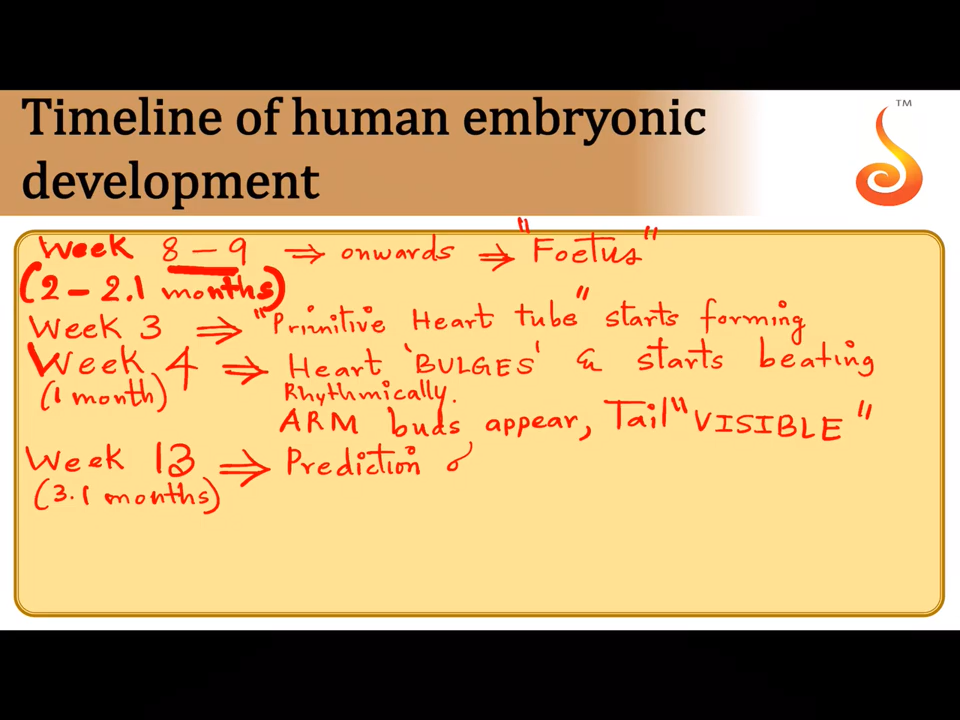 Timeline of human embryonic
development
TM
Week 8 – 9 ⇒ onwards ⇒ "Foetus"
(2 – 2.1 months)
Week 3 ⇒ "Primitive Heart tube" starts forming
Week 4 ⇒ Heart 'BULGES' & starts beating
(1 month) Rhythmically.
ARM buds appear, Tail "VISIBLE"
Week 13 ⇒ Prediction
(3.1 months)